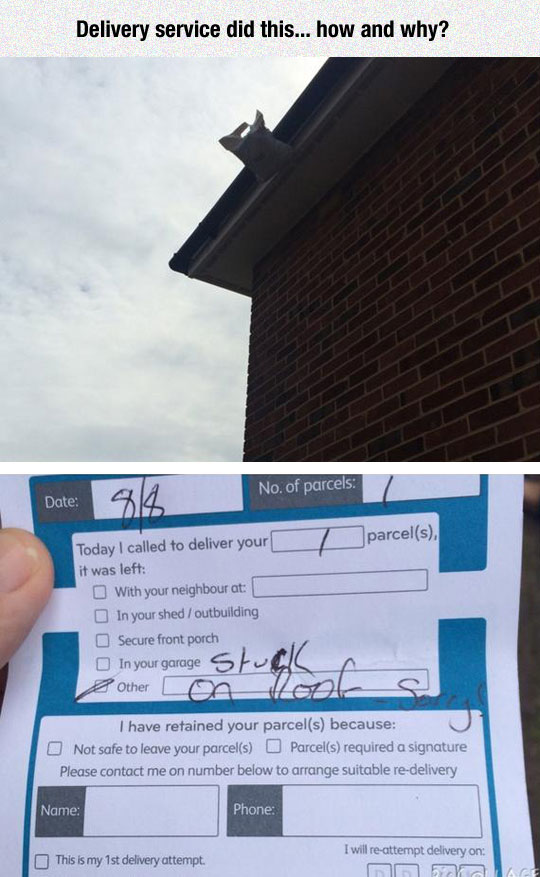 Delivery service did this... how and why?
Date: 8/8 No. of parcels: 1
Today I called to deliver your 1 parcel(s),
it was left:
With your neighbour at:
In your shed / outbuilding
Secure front porch
In your garage Stuck
Other on Roof - Sorry!
I have retained your parcel(s) because:
Not safe to leave your parcel(s) Parcel(s) required a signature
Please contact me on number below to arrange suitable re-delivery
Name: Phone:
This is my 1st delivery attempt. I will re-attempt delivery on:
D D